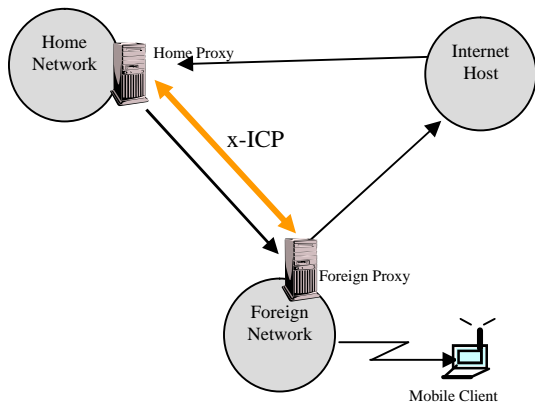 Home
Network
Home Proxy
Internet
Host
x-ICP
Foreign Proxy
Foreign
Network
Mobile Client